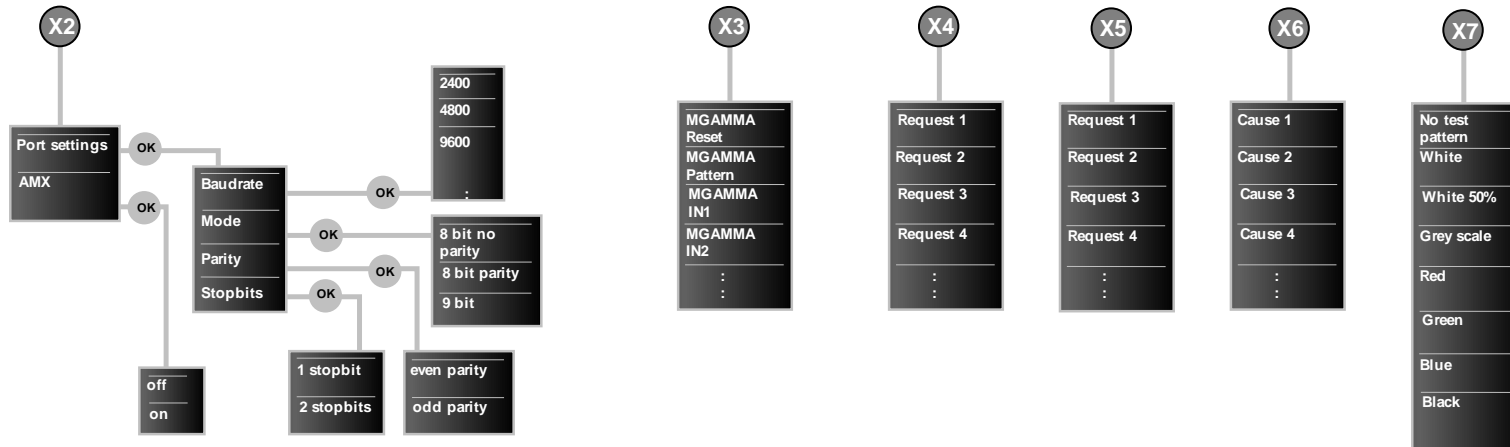 X2
Port settings
AMX
OK
OK
off
on
Baudrate
Mode
Parity
Stopbits
OK
OK
OK
OK
2400
4800
9600
:
8 bit no
parity
8 bit parity
9 bit
1 stopbit
2 stopbits
even parity
odd parity
X3
MGAMMA
Reset
MGAMMA
Pattern
MGAMMA
IN1
MGAMMA
IN2
:
:
X4
Request 1
Request 2
Request 3
Request 4
:
:
X5
Request 1
Request 2
Request 3
Request 4
:
:
X6
Cause 1
Cause 2
Cause 3
Cause 4
:
:
X7
No test
pattern
White
White 50%
Grey scale
Red
Green
Blue
Black